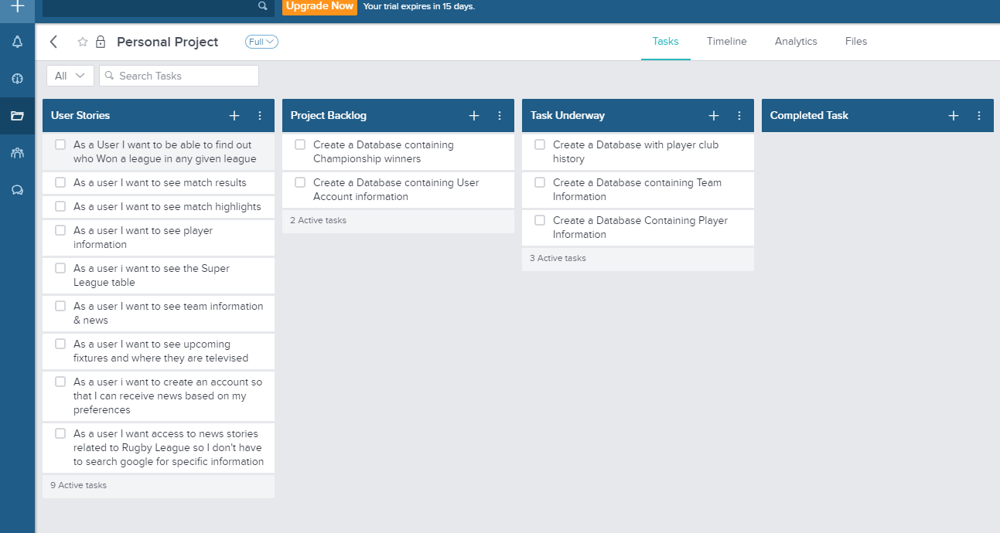 Upgrade Now
Your trial expires in 15 days.
Personal Project
Full
Tasks
Timeline
Analytics
Files
All
Search Tasks
User Stories
As a User I want to be able to find out
who Won a league in any given league
As a user I want to see match results
As a user I want to see match highlights
As a user I want to see player
information
As a user i want to see the Super
League table
As a user I want to see team information
& news
As a user I want to see upcoming
fixtures and where they are televised
As a user i want to create an account so
that I can receive news based on my
preferences
As a user I want access to news stories
related to Rugby League so I don't have
to search google for specific information
9 Active tasks
Project Backlog
Create a Database containing
Championship winners
Create a Database containing User
Account information
2 Active tasks
Task Underway
Create a Database with player club
history
Create a Database containing Team
Information
Create a Database Containing Player
Information
3 Active tasks
Completed Task